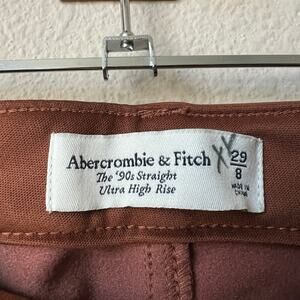 Abercrombie & Fitch
The '90s Straight
Ultra High Rise
29
8
MADE IN
CHINA